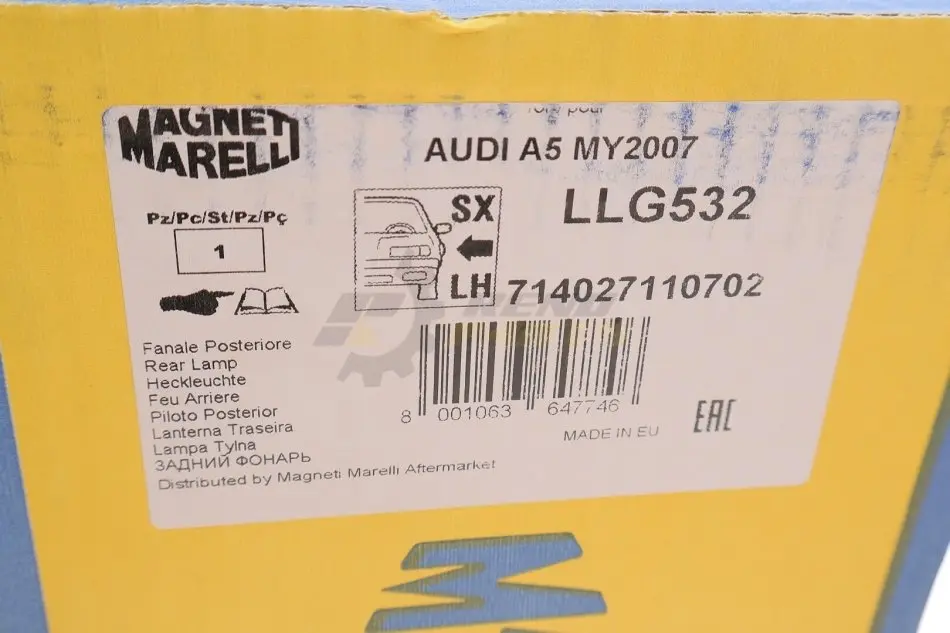 for/ pour
MAGNETI
MARELLI
AUDI A5 MY2007
LLG532
Pz/Pc/St/Pz/Pç
1
SX
LH
714027110702
Fanale Posteriore
Rear Lamp
Heckleuchte
Feu Arriere
Piloto Posterior
Lanterna Traseira
Lampa Tylna
ЗАДНИЙ ФОНАРЬ
Distributed by Magneti Marelli Aftermarket
8 001063 647746
MADE IN EU
EAC